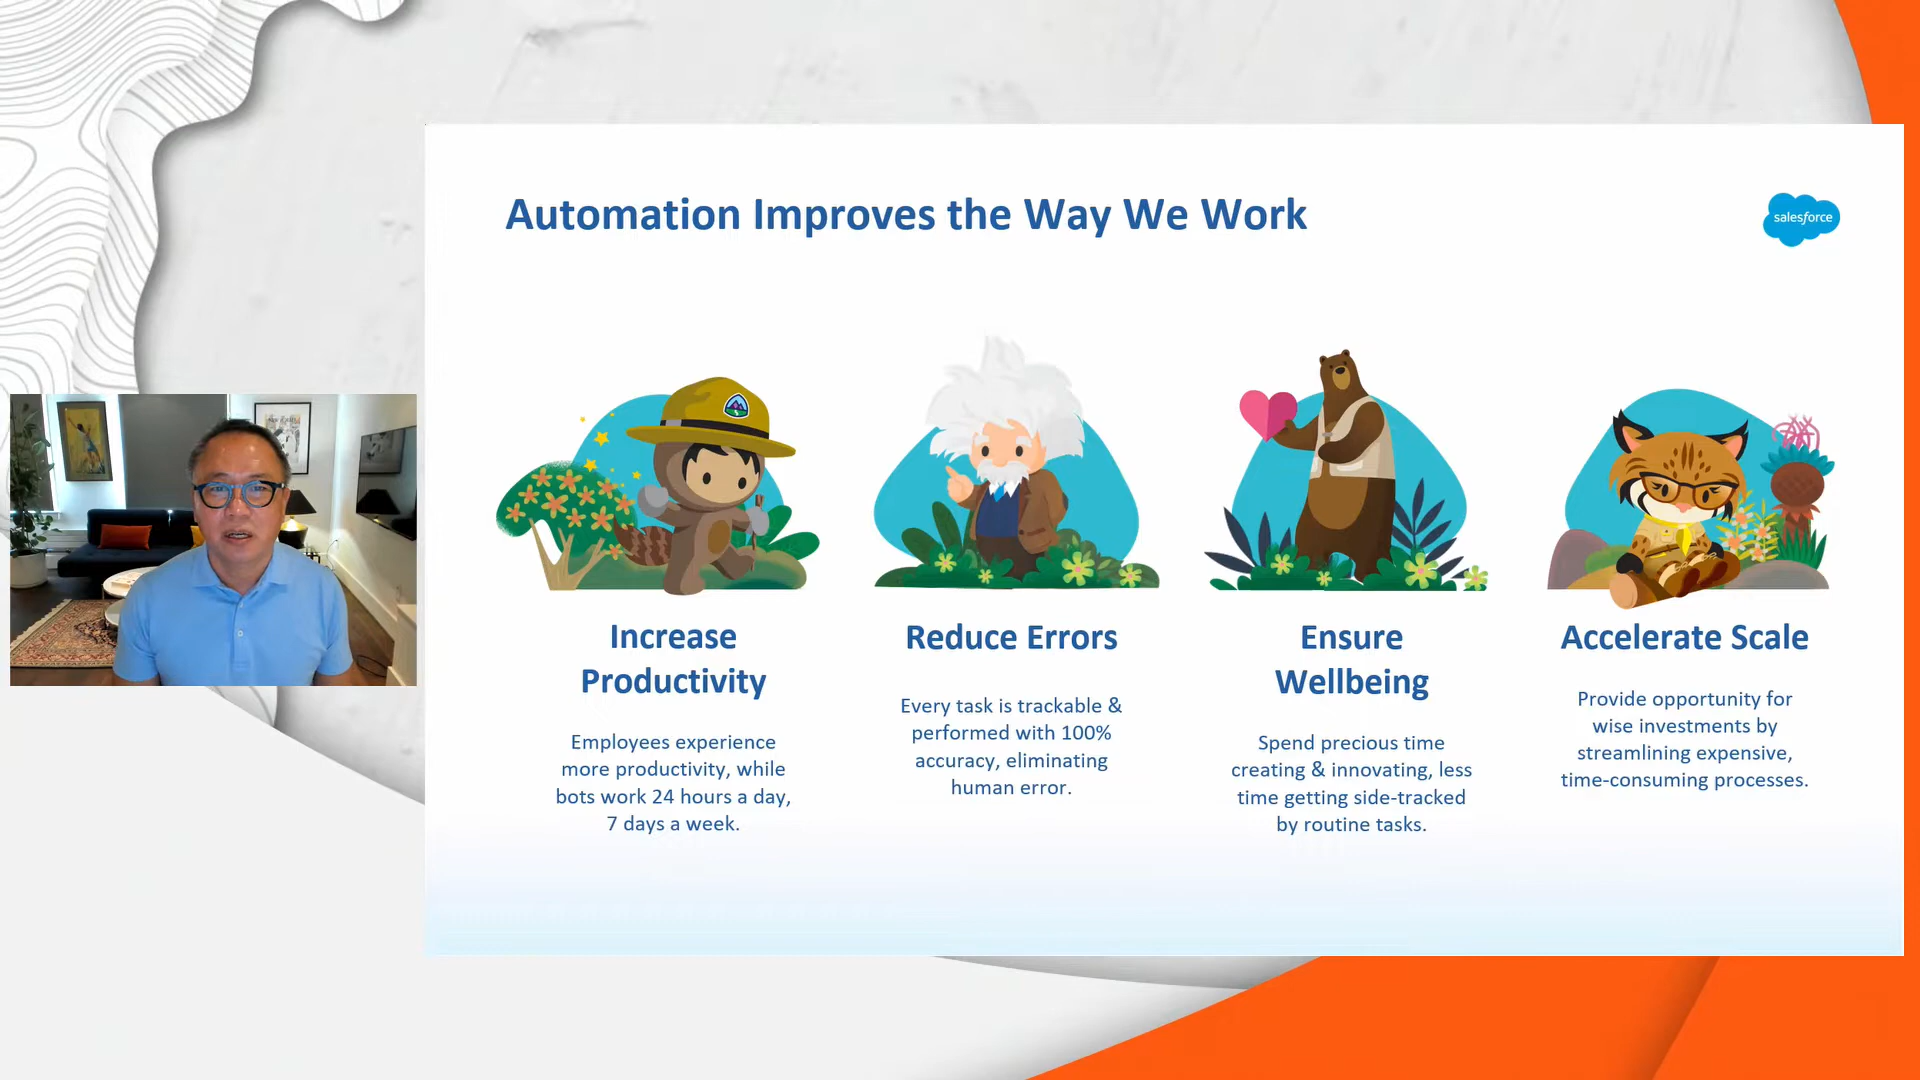 Automation Improves the Way We Work
salesforce
Increase
Productivity
Employees experience
more productivity, while
bots work 24 hours a day,
7 days a week.
Reduce Errors
Every task is trackable &
performed with 100%
accuracy, eliminating
human error.
Ensure
Wellbeing
Spend precious time
creating & innovating, less
time getting side-tracked
by routine tasks.
Accelerate Scale
Provide opportunity for
wise investments by
streamlining expensive,
time-consuming processes.